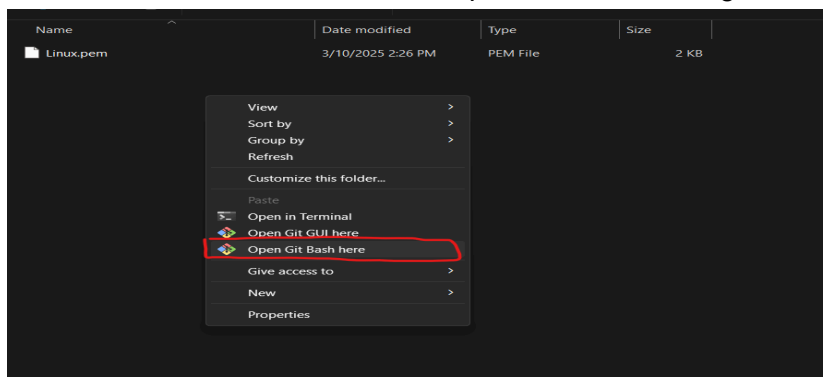 Name Date modified Type Size
Linux.pem 3/10/2025 2:26 PM PEM File 2 KB
View >
Sort by >
Group by >
Refresh
Customize this folder...
Paste
Open in Terminal
Open Git GUI here
Open Git Bash here
Give access to >
New >
Properties